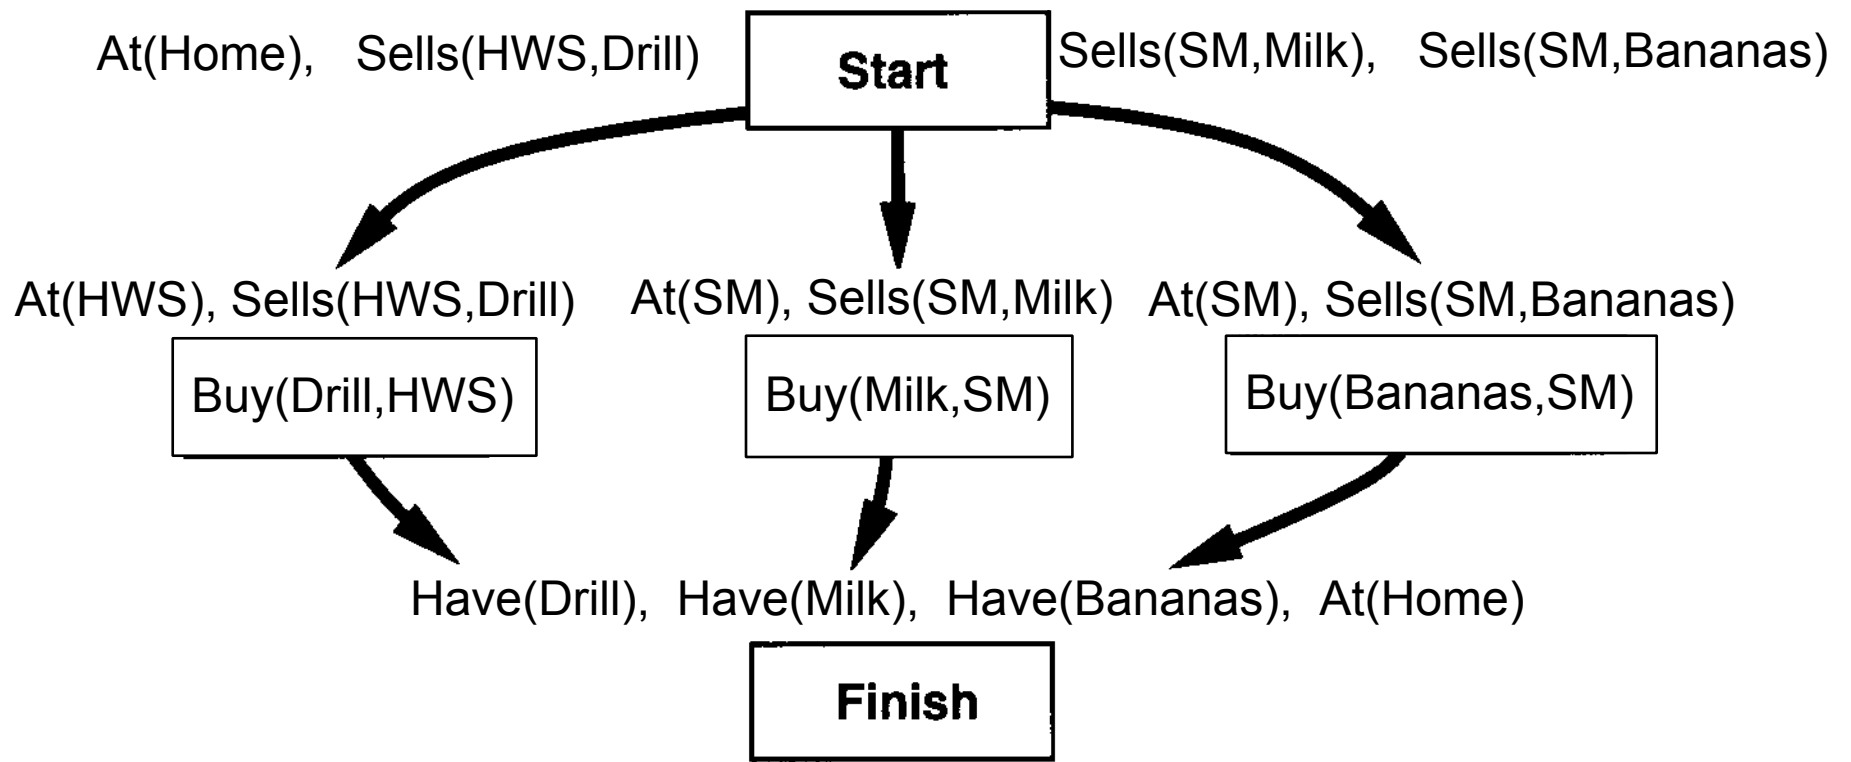 At(Home), Sells(HWS,Drill)
Start
Sells(SM,Milk), Sells(SM,Bananas)
At(HWS), Sells(HWS,Drill)
At(SM), Sells(SM,Milk)
At(SM), Sells(SM,Bananas)
Buy(Drill,HWS)
Buy(Milk,SM)
Buy(Bananas,SM)
Have(Drill), Have(Milk), Have(Bananas), At(Home)
Finish